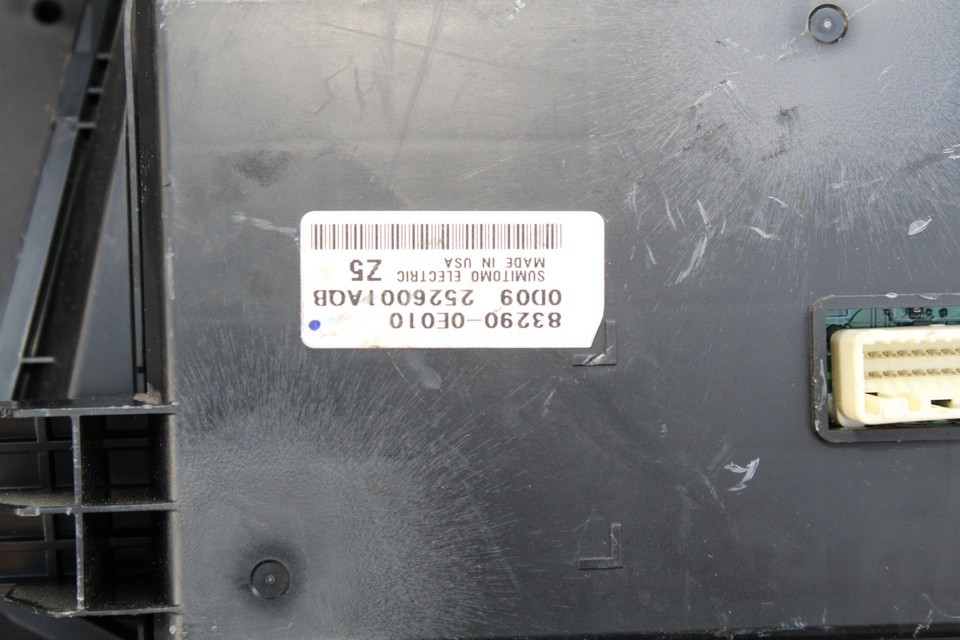 83290-0E010
0D09 2526001AQB
SUMITOMO ELECTRIC Z5
MADE IN USA